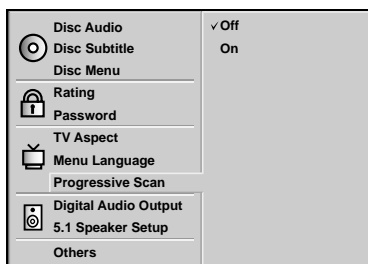 Disc Audio
Disc Subtitle
Disc Menu
Rating
Password
TV Aspect
Menu Language
Progressive Scan
Digital Audio Output
5.1 Speaker Setup
Others
✓Off
On